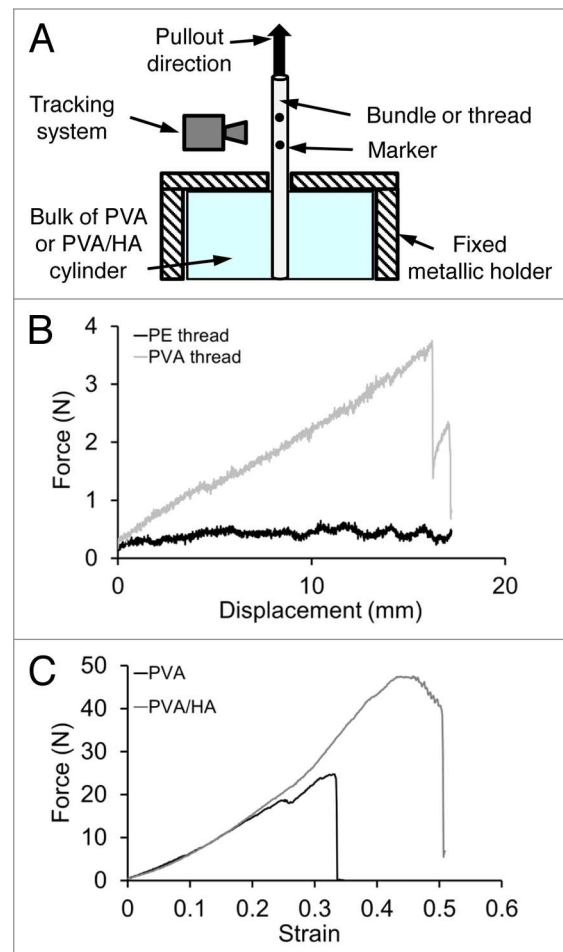 A
Pullout
direction
Tracking
system
Bundle or thread
Marker
Bulk of PVA
or PVA/HA
cylinder
Fixed
metallic holder
B
PE thread
PVA thread
Force (N)
4
3
2
1
0
0 10 20
Displacement (mm)
C
PVA
PVA/HA
Force (N)
50
40
30
20
10
0
0 0.1 0.2 0.3 0.4 0.5 0.6
Strain